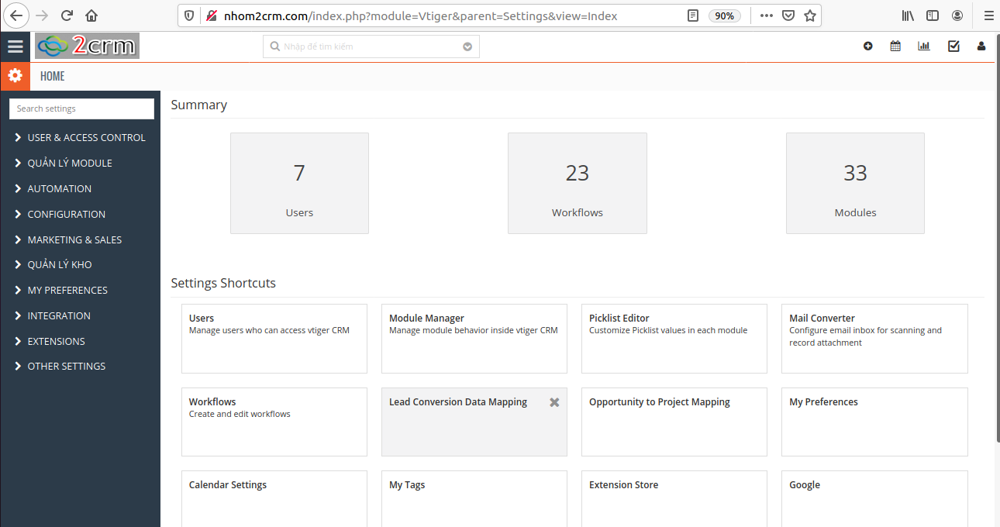 nhom2crm.com/index.php?module=Vtiger&parent=Settings&view=Index
90%
2crm
Nhập để tìm kiếm
HOME
Search settings
USER & ACCESS CONTROL
QUẢN LÝ MODULE
AUTOMATION
CONFIGURATION
MARKETING & SALES
QUẢN LÝ KHO
MY PREFERENCES
INTEGRATION
EXTENSIONS
OTHER SETTINGS
Summary
7
Users
23
Workflows
33
Modules
Settings Shortcuts
Users
Manage users who can access vtiger CRM
Module Manager
Manage module behavior inside vtiger CRM
Picklist Editor
Customize Picklist values in each module
Mail Converter
Configure email inbox for scanning and
record attachment
Workflows
Create and edit workflows
Lead Conversion Data Mapping
Opportunity to Project Mapping
My Preferences
Calendar Settings
My Tags
Extension Store
Google